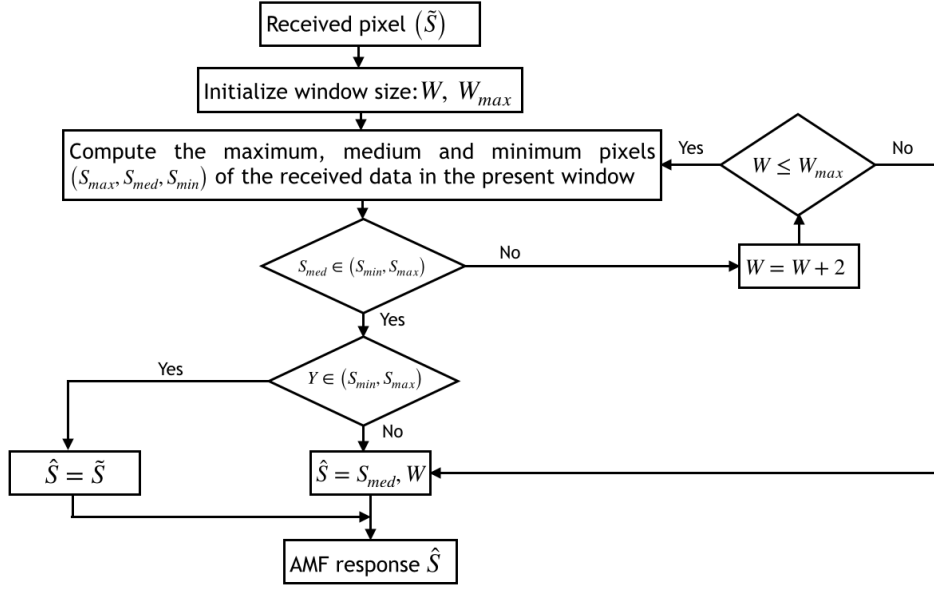 Received pixel (S̃)
Initialize window size: W, W_max
Compute the maximum, medium and minimum pixels
(S_max, S_med, S_min) of the received data in the present window
Yes
W ≤ W_max
No
S_med ∈ (S_min, S_max)
No
W = W + 2
Yes
Y ∈ (S_min, S_max)
Yes
No
Ŝ = S̃
Ŝ = S_med, W
AMF response Ŝ